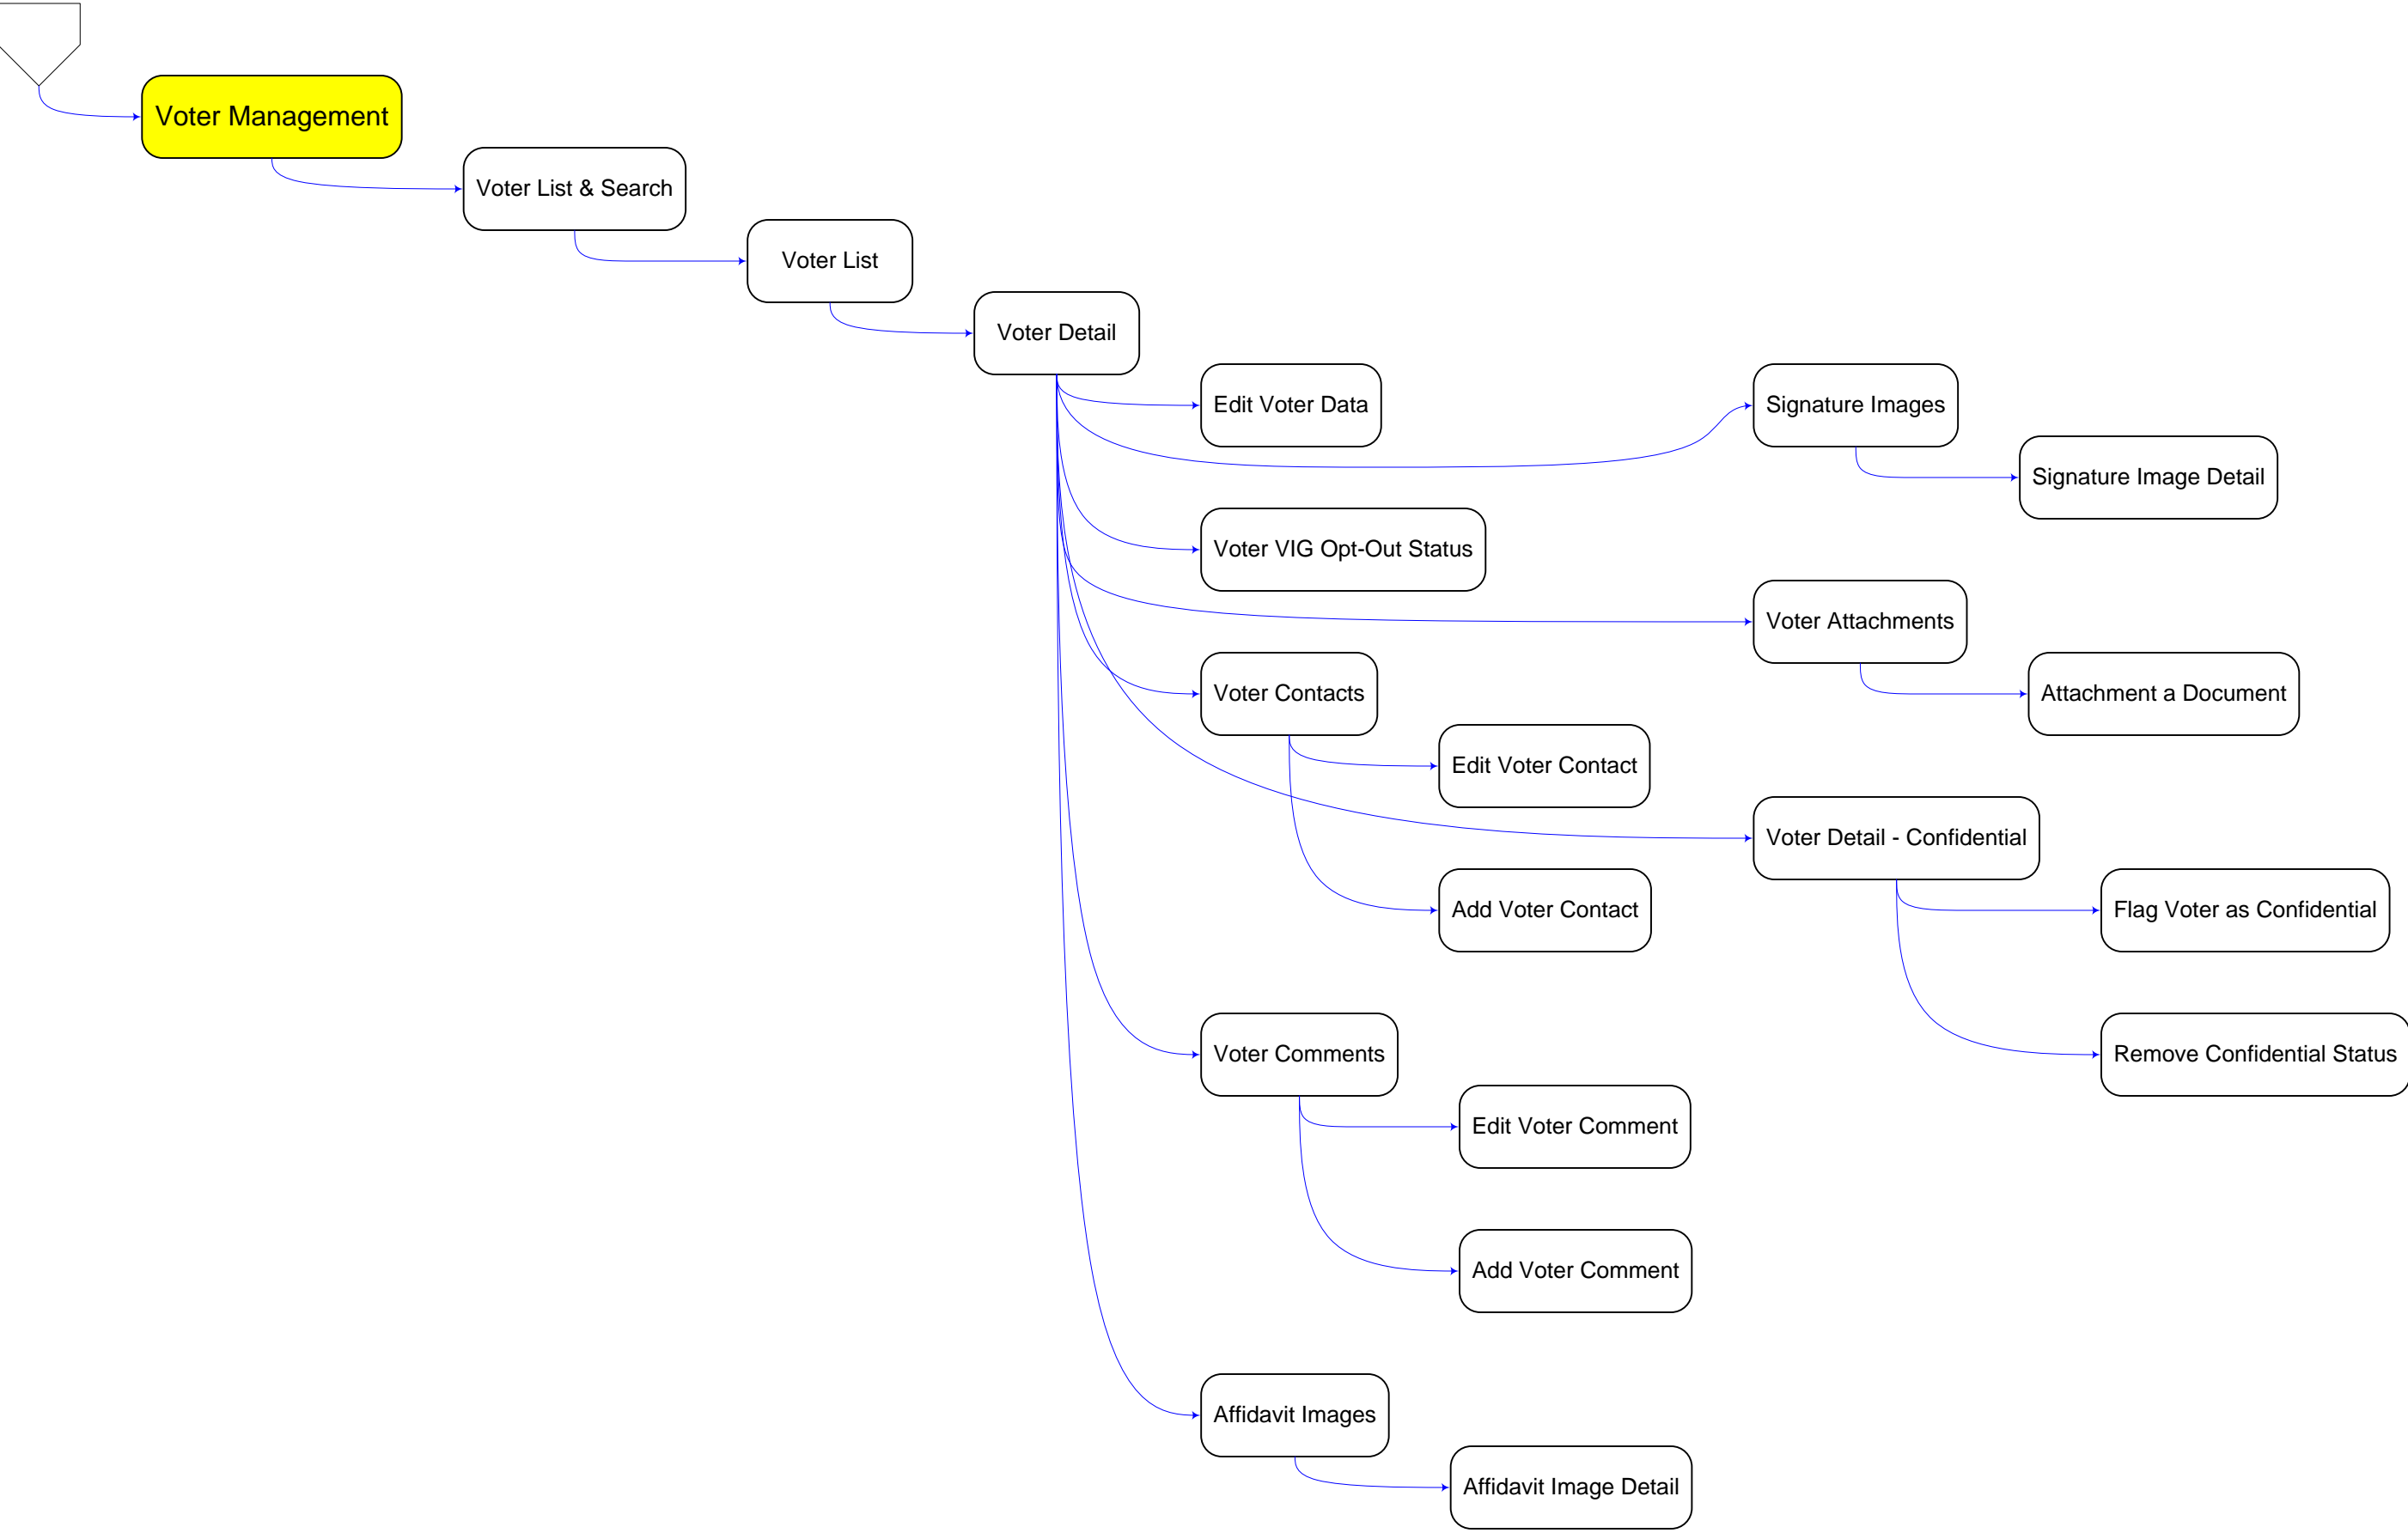 Voter Management
Voter List & Search
Voter List
Voter Detail
Edit Voter Data
Signature Images
Signature Image Detail
Voter VIG Opt-Out Status
Voter Attachments
Voter Contacts
Attachment a Document
Edit Voter Contact
Voter Detail - Confidential
Add Voter Contact
Flag Voter as Confidential
Voter Comments
Remove Confidential Status
Edit Voter Comment
Add Voter Comment
Affidavit Images
Affidavit Image Detail